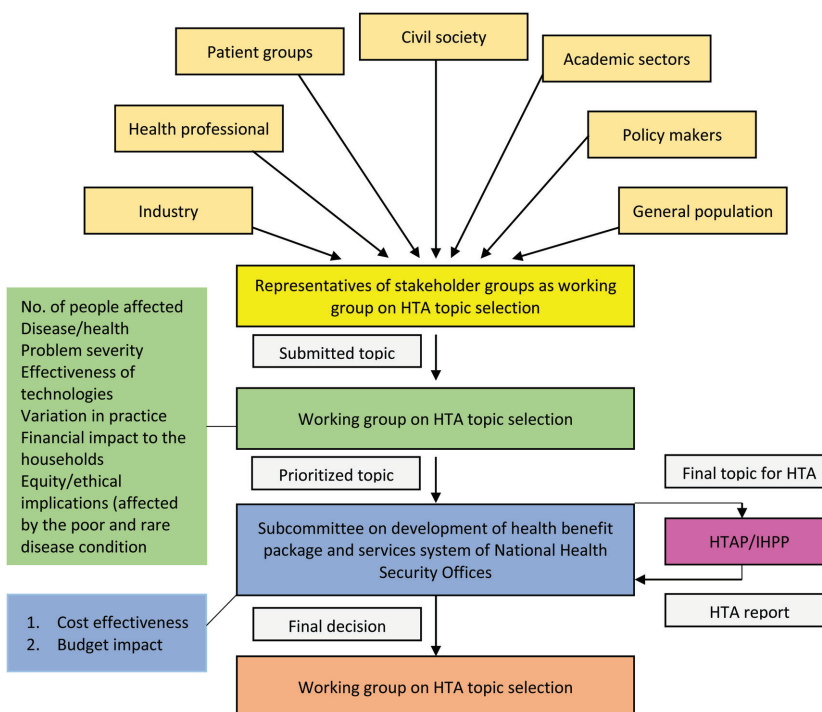 Civil society
Patient groups
Academic sectors
Health professional
Policy makers
Industry
General population
Representatives of stakeholder groups as working
group on HTA topic selection
No. of people affected
Disease/health
Problem severity
Effectiveness of
technologies
Variation in practice
Financial impact to the
households
Equity/ethical
implications (affected
by the poor and rare
disease condition
Submitted topic
Working group on HTA topic selection
Prioritized topic
Final topic for HTA
Subcommittee on development of health benefit
package and services system of National Health
Security Offices
HTAP/IHPP
HTA report
1. Cost effectiveness
2. Budget impact
Final decision
Working group on HTA topic selection